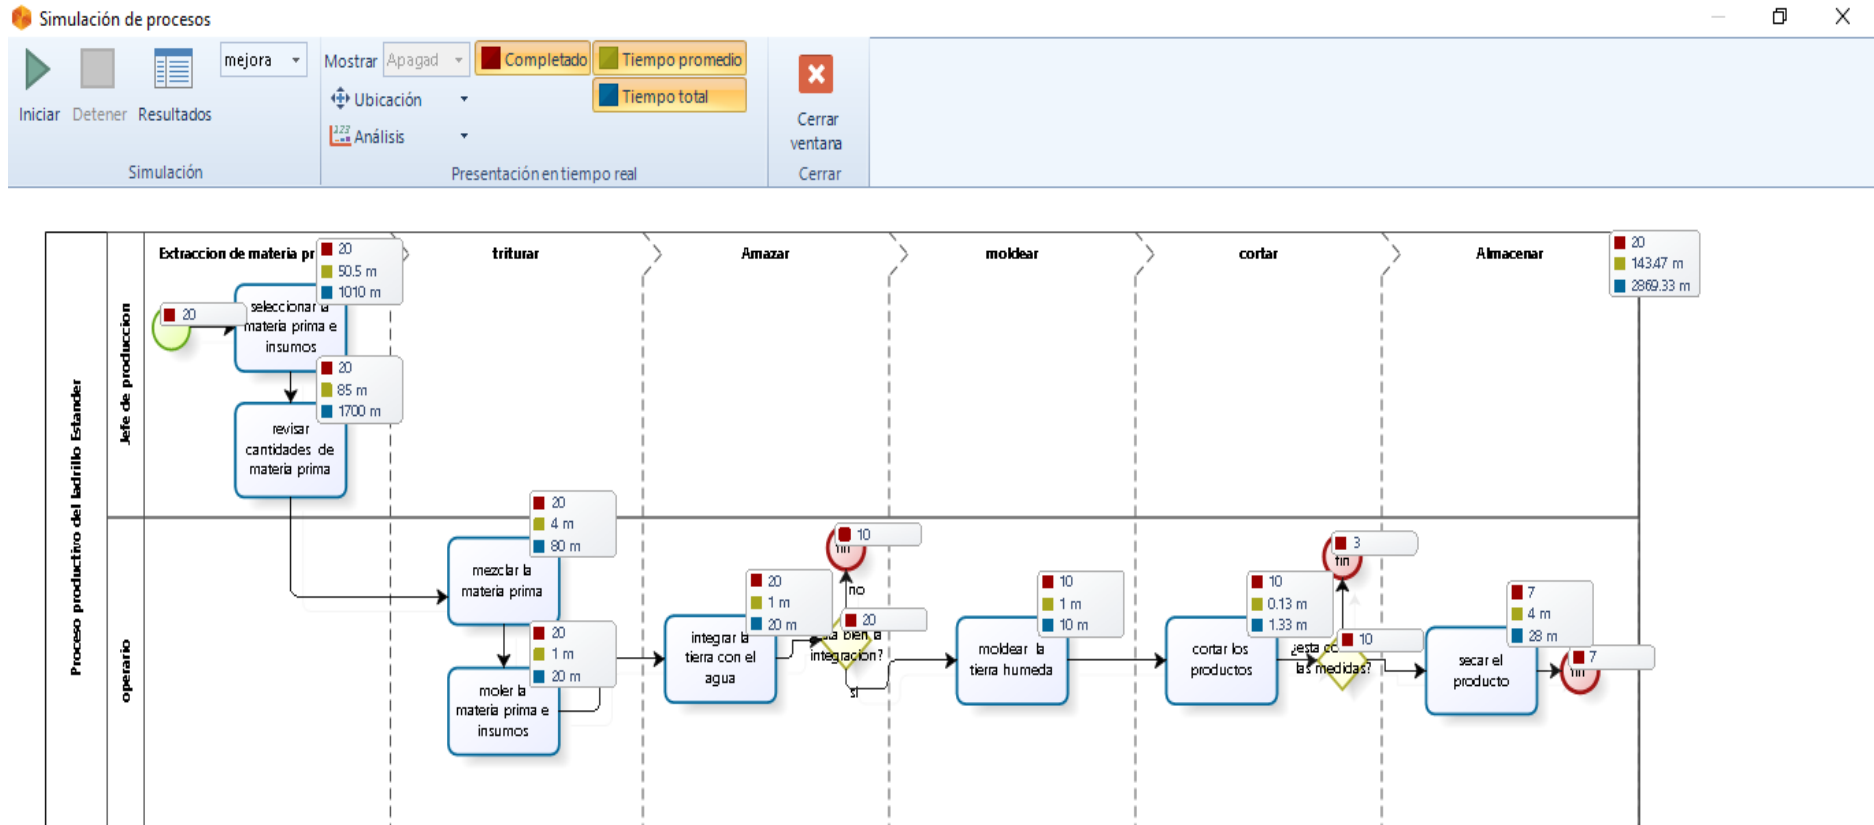 Simulación de procesos
Iniciar
Detener
Resultados
mejora
Simulación
Mostrar
Apagad
Completado
Tiempo promedio
Ubicación
Tiempo total
123
Análisis
Presentación en tiempo real
Cerrar
ventana
Cerrar
Proceso productivo del ladrillo Estander
Jefe de produccion
operario
Extraccion de materia pr
triturar
Amazar
moldear
cortar
Almacenar
20
143.47 m
2869.33 m
20
20
50.5 m
1010 m
seleccionar la
materia prima e
insumos
20
85 m
1700 m
revisar
cantidades de
materia prima
20
4 m
80 m
mezclar la
materia prima
20
1 m
20 m
moler la
materia prima e
insumos
20
1 m
20 m
integrar la
tierra con el
agua
10
fin
no
20
bien la
integracion?
si
10
1 m
10 m
moldear la
tierra humeda
10
0.13 m
1.33 m
cortar los
productos
3
fin
10
¿esta co
las medidas?
7
4 m
28 m
secar el
producto
7
fin